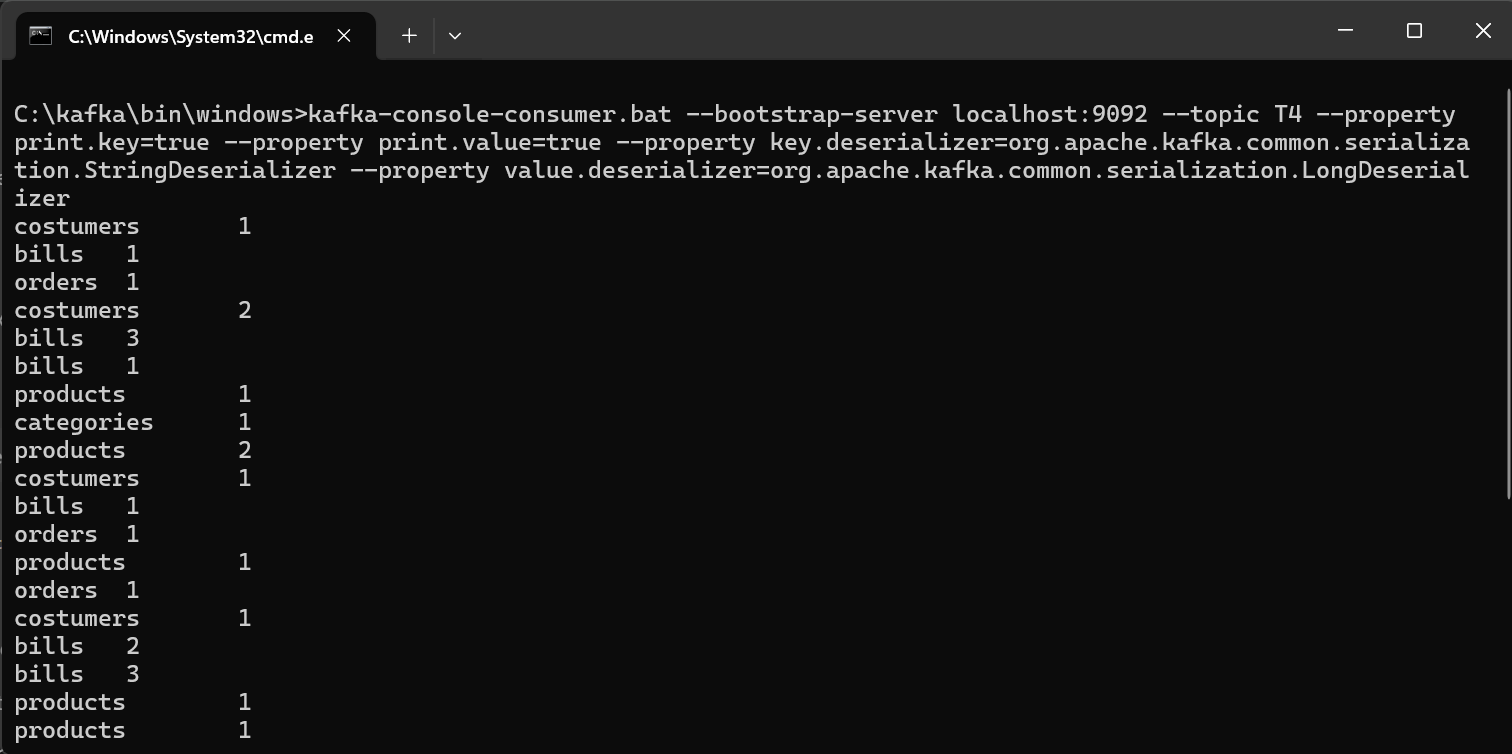 C:\Windows\System32\cmd.e
C:\kafka\bin\windows>kafka-console-consumer.bat --bootstrap-server localhost:9092 --topic T4 --property
print.key=true --property print.value=true --property key.deserializer=org.apache.kafka.common.serializa
tion.StringDeserializer --property value.deserializer=org.apache.kafka.common.serialization.LongDeserial
izer
costumers 1
bills 1
orders 1
costumers 2
bills 3
bills 1
products 1
categories 1
products 2
costumers 1
bills 1
orders 1
products 1
orders 1
costumers 1
bills 2
bills 3
products 1
products 1